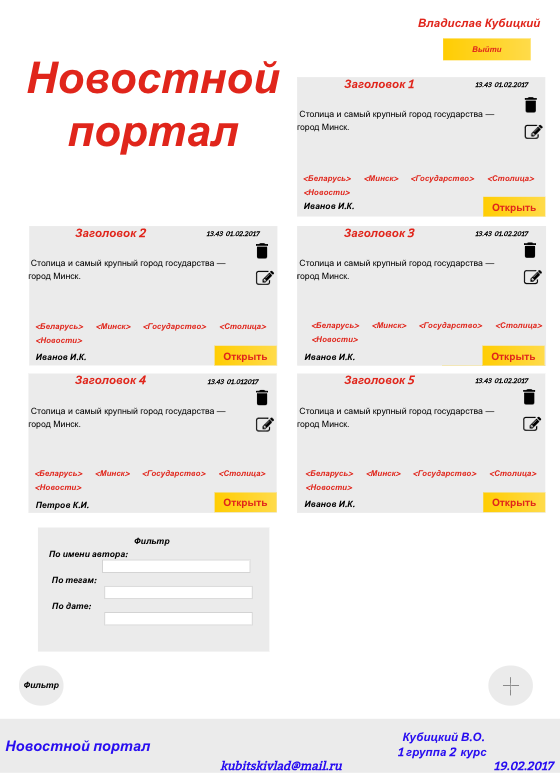 Владислав Кубицкий
Выйти
Новостной
портал
Заголовок 1
13.43 01.02.2017
Столица и самый крупный город государства —
город Минск.
<Беларусь> <Минск> <Государство> <Столица>
<Новости>
Иванов И.К.
Открыть
Заголовок 2
13.43 01.02.2017
Столица и самый крупный город государства —
город Минск.
<Беларусь> <Минск> <Государство> <Столица>
<Новости>
Иванов И.К.
Открыть
Заголовок 3
13.43 01.02.2017
Столица и самый крупный город государства —
город Минск.
<Беларусь> <Минск> <Государство> <Столица>
<Новости>
Иванов И.К.
Открыть
Заголовок 4
13.43 01.012017
Столица и самый крупный город государства —
город Минск.
<Беларусь> <Минск> <Государство> <Столица>
<Новости>
Петров К.И.
Открыть
Заголовок 5
13.43 01.02.2017
Столица и самый крупный город государства —
город Минск.
<Беларусь> <Минск> <Государство> <Столица>
<Новости>
Иванов И.К.
Открыть
Фильтр
По имени автора:
По тегам:
По дате:
Фильтр
Новостной портал
kubitskivlad@mail.ru
Кубицкий В.О.
1 группа 2 курс
19.02.2017